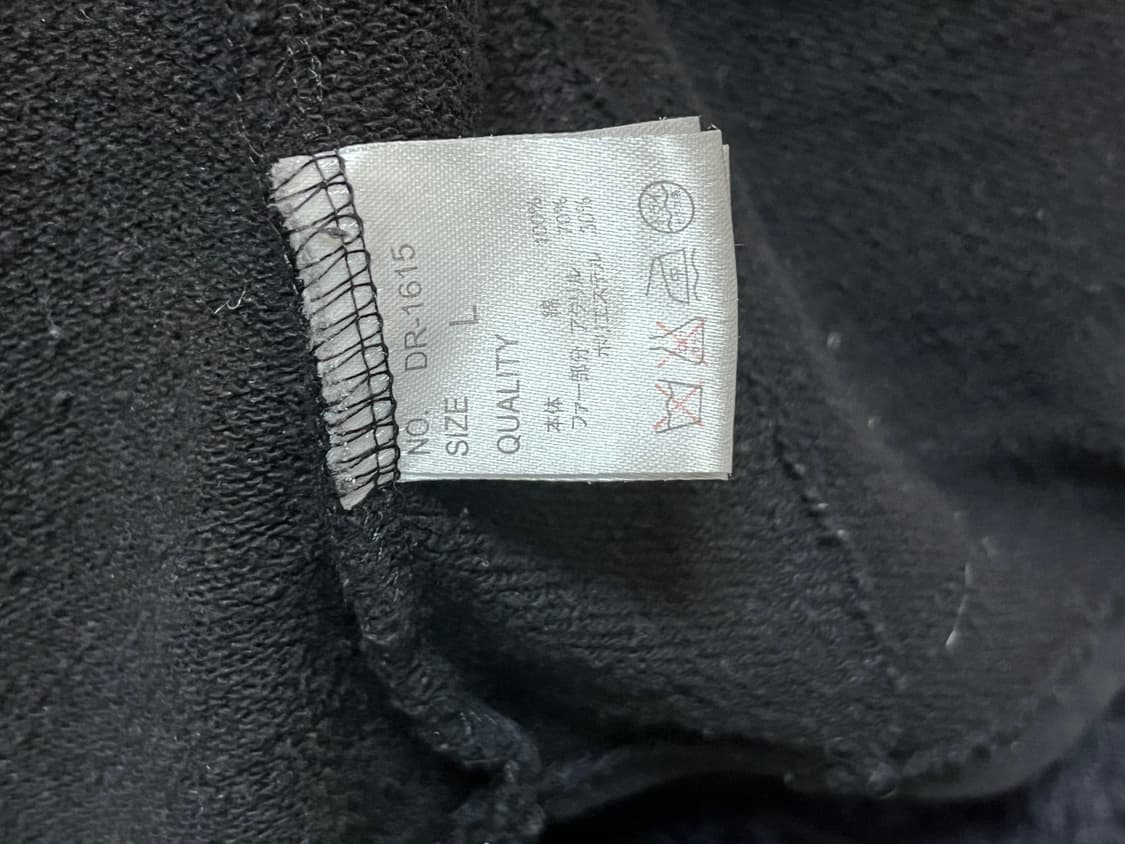 NO. DR-1615
SIZE L
QUALITY
本体 綿 100%
ファー部分 アクリル 70%
ポリエステル 30%